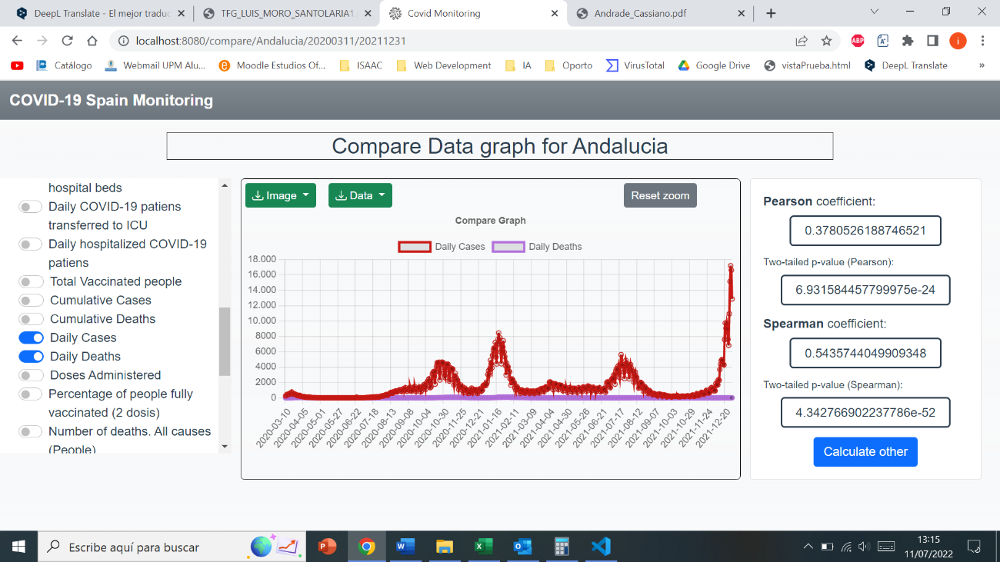 DeepL Translate - El mejor traduc
TFG_LUIS_MORO_SANTOLARIA1.
Covid Monitoring
Andrade_Cassiano.pdf
localhost:8080/compare/Andalucia/20200311/20211231
ABP
i
Catálogo
Webmail UPM Alu...
Moodle Estudios Of...
ISAAC
Web Development
IA
Oporto
VirusTotal
Google Drive
vistaPrueba.html
DeepL Translate
»
COVID-19 Spain Monitoring
Compare Data graph for Andalucia
hospital beds
Daily COVID-19 patiens
transferred to ICU
Daily hospitalized COVID-19
patiens
Total Vaccinated people
Cumulative Cases
Cumulative Deaths
Daily Cases
Daily Deaths
Doses Administered
Percentage of people fully
vaccinated (2 dosis)
Number of deaths. All causes
(People)
Image
Data
Reset zoom
Compare Graph
Daily Cases
Daily Deaths
18.000
16.000
14.000
12.000
10.000
8000
6000
4000
2000
0
2020-03-10
2020-04-05
2020-05-01
2020-05-27
2020-06-22
2020-07-18
2020-08-13
2020-09-08
2020-10-04
2020-10-30
2020-11-25
2020-12-21
2021-01-16
2021-02-11
2021-03-09
2021-04-04
2021-04-30
2021-05-26
2021-06-21
2021-07-17
2021-08-12
2021-09-07
2021-10-03
2021-10-29
2021-11-24
2021-12-20
Pearson coefficient:
0.3780526188746521
Two-tailed p-value (Pearson):
6.931584457799975e-24
Spearman coefficient:
0.5435744049909348
Two-tailed p-value (Spearman):
4.342766902237786e-52
Calculate other
Escribe aquí para buscar
13:15
11/07/2022